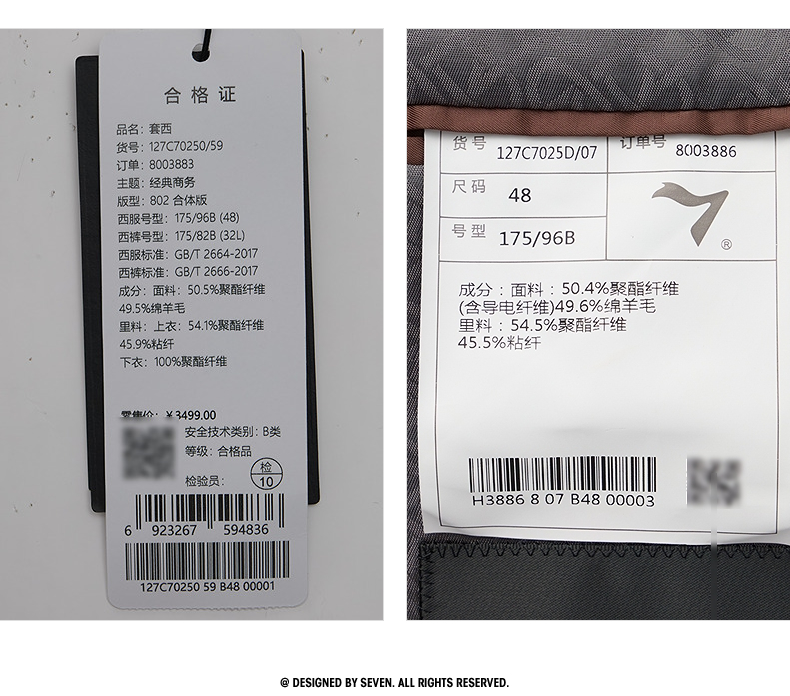 合格证
品名：套西
货号：127C70250/59
订单：8003883
主题：经典商务
版型：802 合体版
西服号型：175/96B (48)
西裤号型：175/82B (32L)
西服标准：GB/T 2664-2017
西裤标准：GB/T 2666-2017
成分：面料：50.5%聚酯纤维
49.5%绵羊毛
里料：上衣：54.1%聚酯纤维
45.9%粘纤
下衣：100%聚酯纤维
零售价：￥3499.00
安全技术类别：B类
等级：合格品
检验员：
检
10
6 923267 594836
127C70250 59 B48 00001
货号 127C7025D/07 订单号 8003886
尺码 48
号型 175/96B
®
成分：面料：50.4%聚酯纤维
(含导电纤维)49.6%绵羊毛
里料：54.5%聚酯纤维
45.5%粘纤
H3886 8 07 B48 00003
@ DESIGNED BY SEVEN. ALL RIGHTS RESERVED.